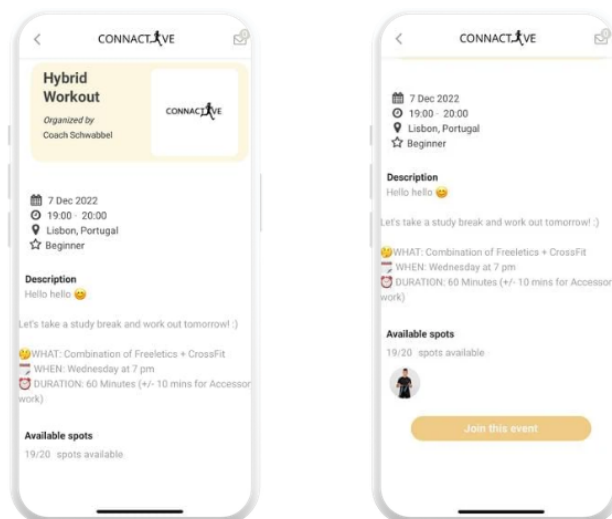 CONNACTIVE
0
Hybrid
Workout
Organized by
Coach Schwabbel
CONNACTIVE
7 Dec 2022
19:00 - 20:00
Lisbon, Portugal
Beginner
Description
Hello hello 😊
Let's take a study break and work out tomorrow! :)
🤔WHAT: Combination of Freeletics + CrossFit
🗓️ WHEN: Wednesday at 7 pm
⏰ DURATION: 60 Minutes (+/- 10 mins for Accessor
work)
Available spots
19/20 spots available
CONNACTIVE
0
7 Dec 2022
19:00 - 20:00
Lisbon, Portugal
Beginner
Description
Hello hello 😊
Let's take a study break and work out tomorrow! :)
🤔WHAT: Combination of Freeletics + CrossFit
🗓️ WHEN: Wednesday at 7 pm
⏰ DURATION: 60 Minutes (+/- 10 mins for Accessor
work)
Available spots
19/20 spots available
Join this event